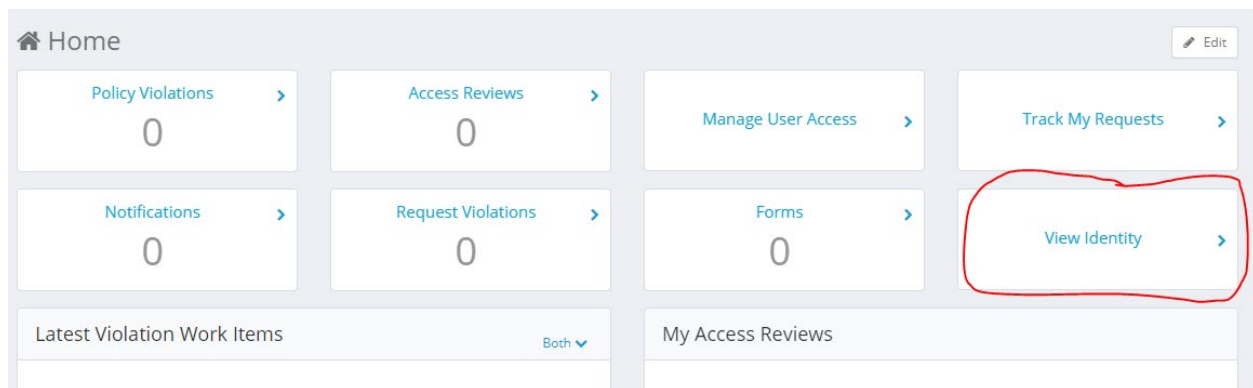 Home
Edit
Policy Violations
0
Access Reviews
0
Manage User Access
Track My Requests
Notifications
0
Request Violations
0
Forms
0
View Identity
Latest Violation Work Items
Both
My Access Reviews